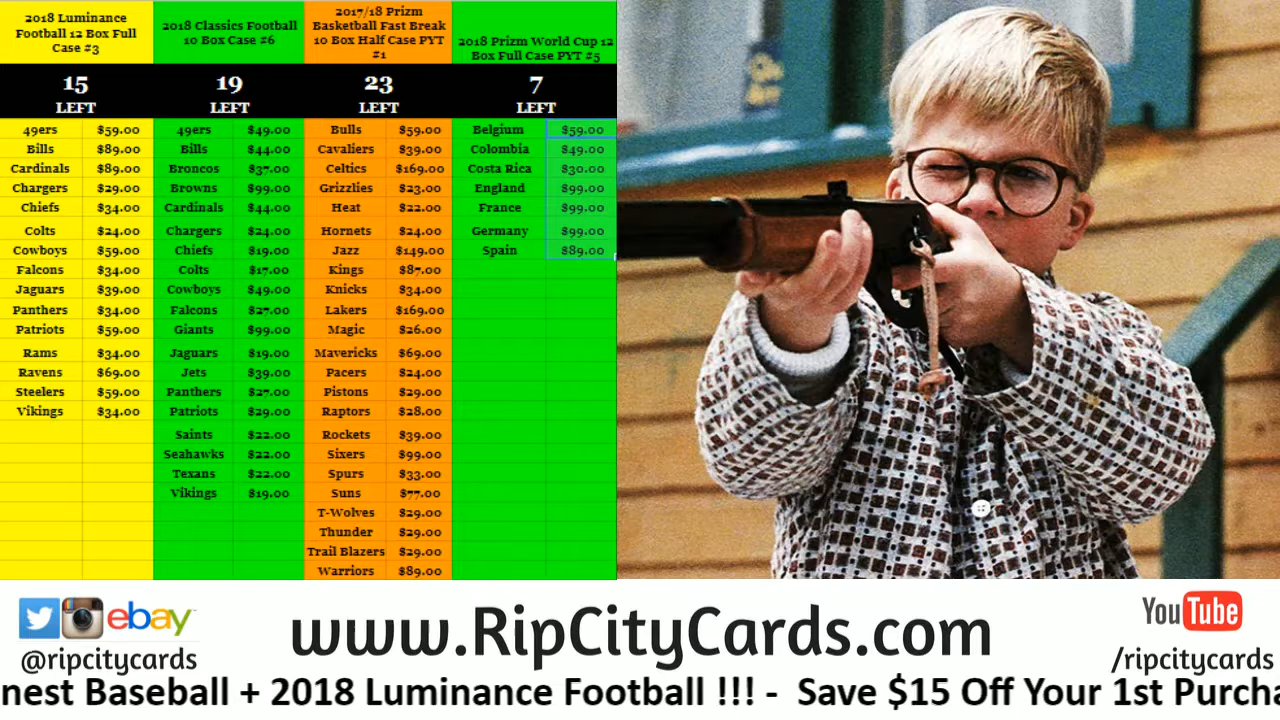 2018 Luminance
Football 12 Box Full
Case #3
15
LEFT
49ers $59.00
Bills $89.00
Cardinals $89.00
Chargers $29.00
Chiefs $34.00
Colts $24.00
Cowboys $59.00
Falcons $34.00
Jaguars $39.00
Panthers $34.00
Patriots $59.00
Rams $34.00
Ravens $69.00
Steelers $59.00
Vikings $34.00
2018 Classics Football
10 Box Case #6
19
LEFT
49ers $49.00
Bills $44.00
Broncos $37.00
Browns $99.00
Cardinals $44.00
Chargers $24.00
Chiefs $19.00
Colts $17.00
Cowboys $49.00
Falcons $27.00
Giants $99.00
Jaguars $19.00
Jets $39.00
Panthers $27.00
Patriots $29.00
Saints $22.00
Seahawks $22.00
Texans $22.00
Vikings $19.00
2017/18 Prizm
Basketball Fast Break
10 Box Half Case PYT
#1
23
LEFT
Bulls $59.00
Cavaliers $39.00
Celtics $169.00
Grizzlies $23.00
Heat $22.00
Hornets $24.00
Jazz $149.00
Kings $87.00
Knicks $34.00
Lakers $169.00
Magic $26.00
Mavericks $69.00
Pacers $24.00
Pistons $29.00
Raptors $28.00
Rockets $39.00
Sixers $99.00
Spurs $33.00
Suns $77.00
T-Wolves $29.00
Thunder $29.00
Trail Blazers $29.00
Warriors $89.00
2018 Prizm World Cup 12
Box Full Case PYT #5
7
LEFT
Belgium $59.00
Colombia $49.00
Costa Rica $30.00
England $99.00
France $99.00
Germany $99.00
Spain $89.00
ebay
@ripcitycards
www.RipCityCards.com
YouTube
/ripcitycards
nest Baseball + 2018 Luminance Football !!! - Save $15 Off Your 1st Purcha